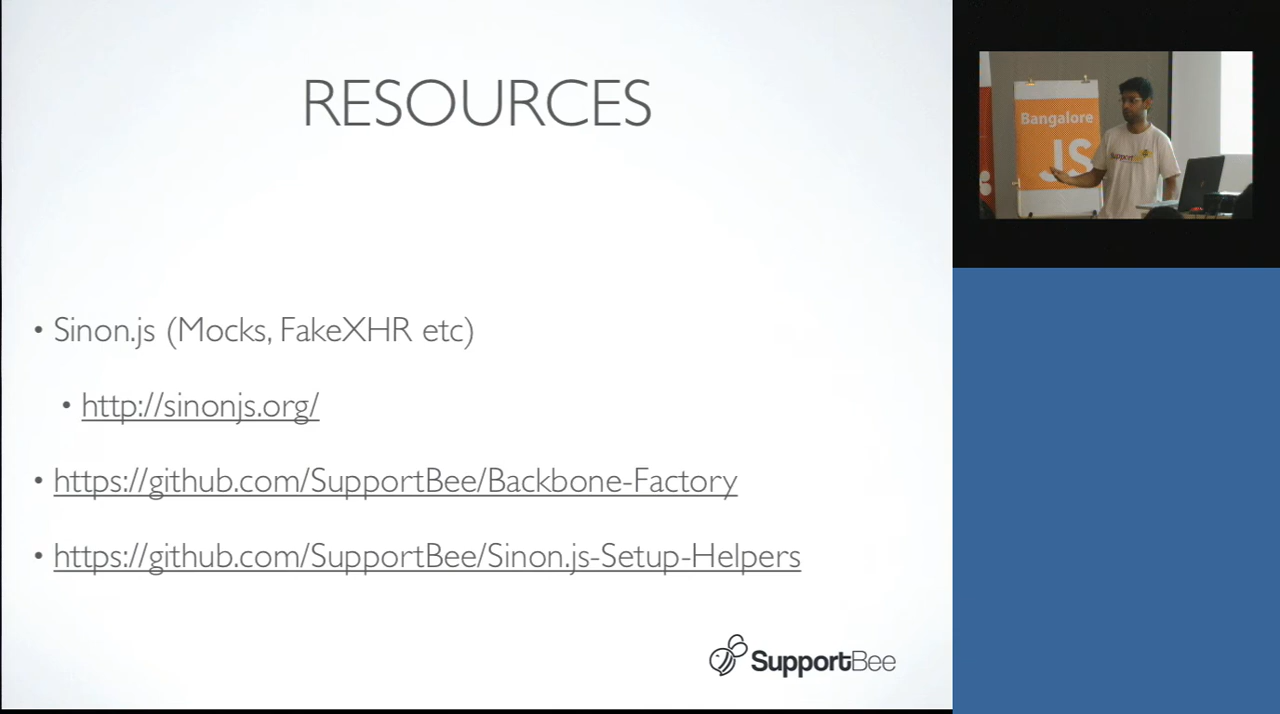 RESOURCES
• Sinon.js (Mocks, FakeXHR etc)
• http://sinonjs.org/
• https://github.com/SupportBee/Backbone-Factory
• https://github.com/SupportBee/Sinon.js-Setup-Helpers
SupportBee
Bangalore
JS